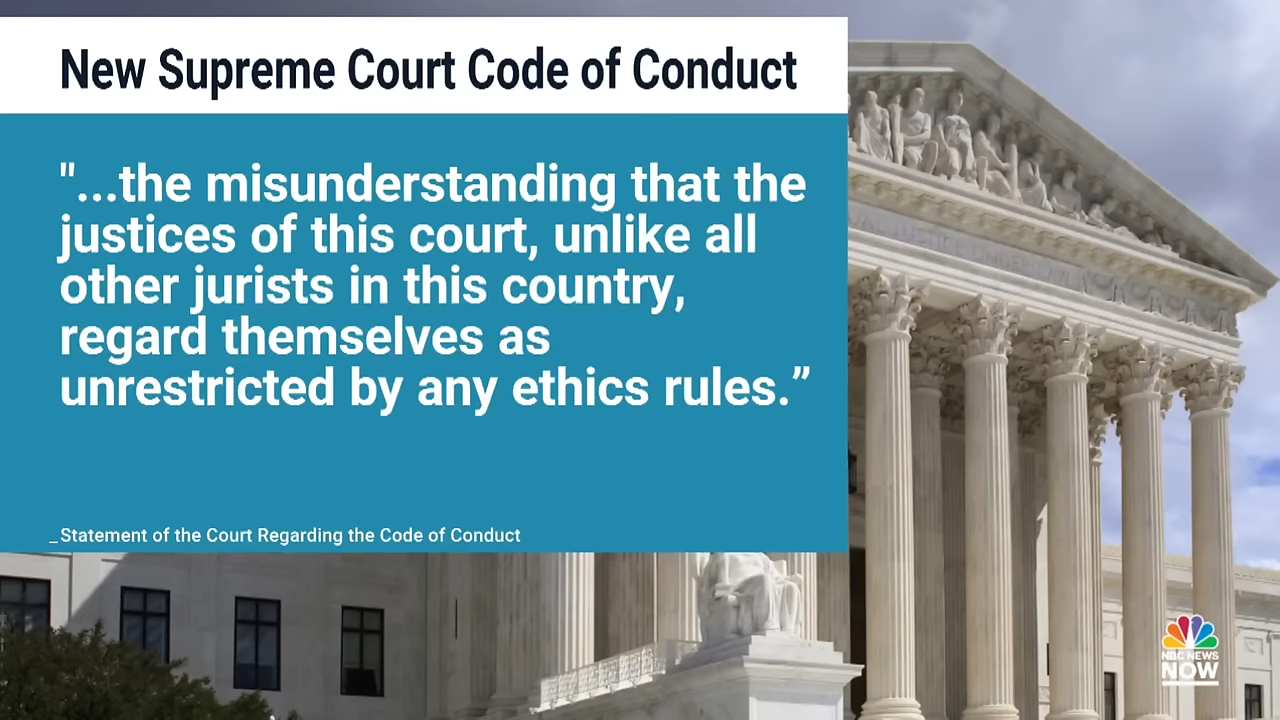 New Supreme Court Code of Conduct
"...the misunderstanding that the
justices of this court, unlike all
other jurists in this country,
regard themselves as
unrestricted by any ethics rules.”
_Statement of the Court Regarding the Code of Conduct
UNDER LAW
NBC NEWS
NOW